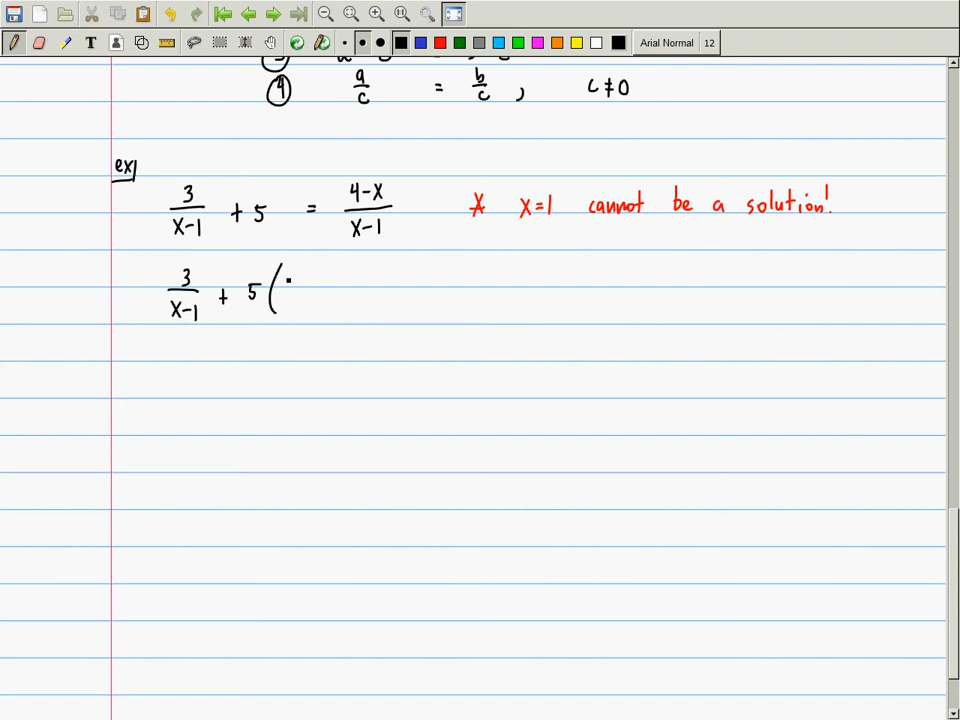 Arial Normal 12
④ a/c = b/c , c ≠ 0
ex
3/(x-1) + 5 = (4-x)/(x-1) * x=1 cannot be a solution!
3/(x-1) + 5 (